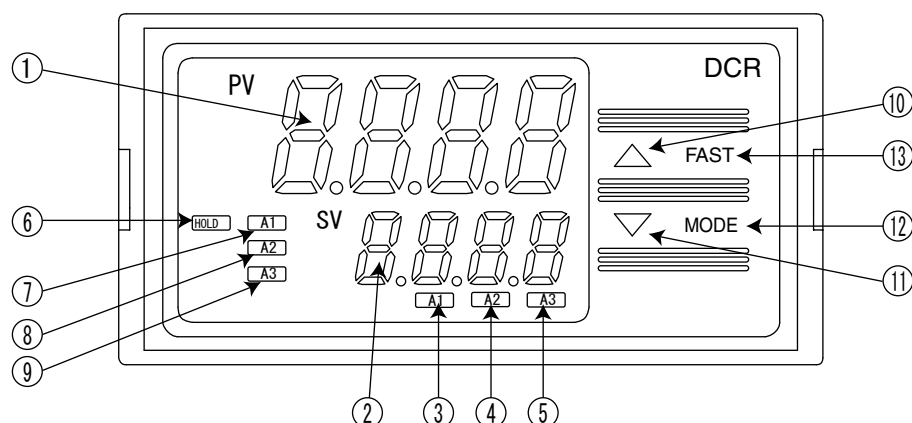 ① PV DCR
⑩
FAST ⑬
⑥ HOLD A1 SV
A2 MODE ⑫
⑦ A3 ⑪
⑧ A1 A2 A3
⑨
② ③ ④ ⑤